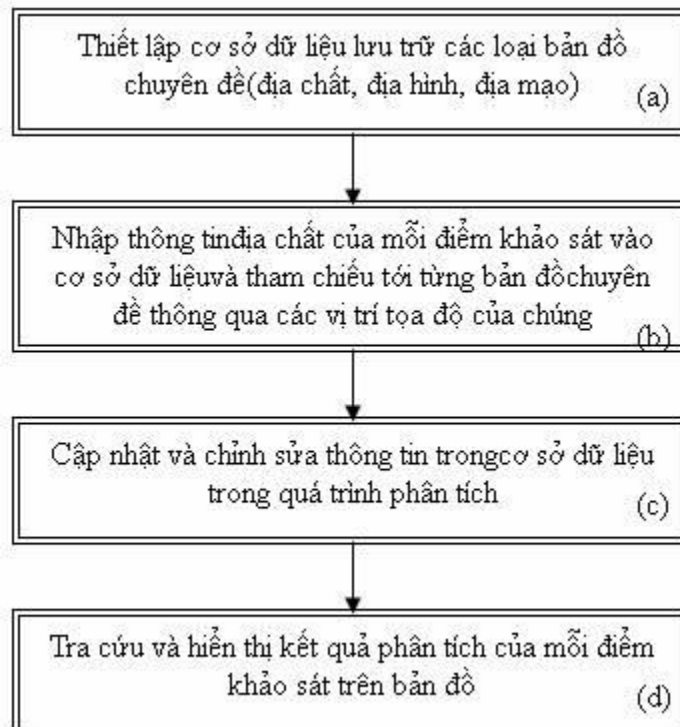 Thiết lập cơ sở dữ liệu lưu trữ các loại bản đồ
chuyên đề(địa chất, địa hình, địa mạo)
(a)
Nhập thông tinđịa chất của mỗi điểm khảo sát vào
cơ sở dữ liệuvà tham chiếu tới từng bản đồchuyên
đề thông qua các vị trí tọa độ của chúng
(b)
Cập nhật và chỉnh sửa thông tin trongcơ sở dữ liệu
trong quá trình phân tích
(c)
Tra cứu và hiển thị kết quả phân tích của mỗi điểm
khảo sát trên bản đồ
(d)